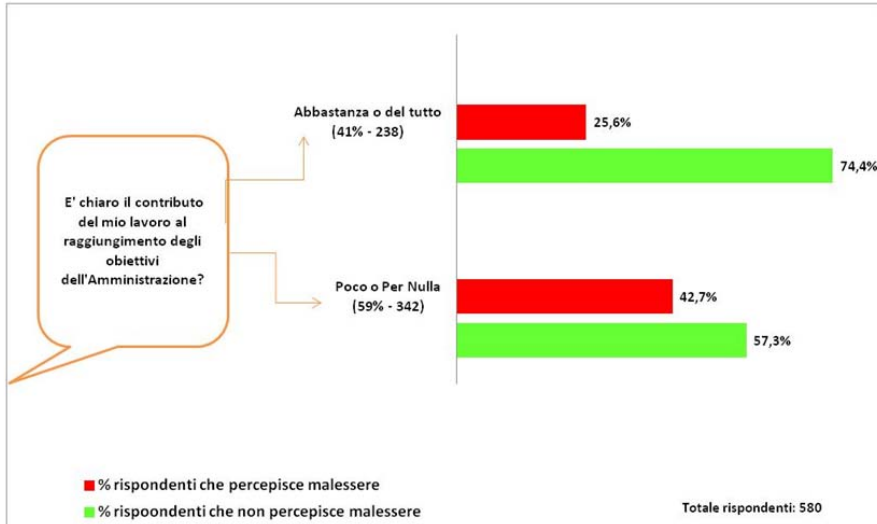 E' chiaro il contributo
del mio lavoro al
raggiungimento degli
obiettivi
dell'Amministrazione?
Abbastanza o del tutto
(41% - 238)
25,6%
74,4%
Poco o Per Nulla
(59% - 342)
42,7%
57,3%
% rispondenti che percepisce malessere
% rispoondenti che non percepisce malessere
Totale rispondenti: 580